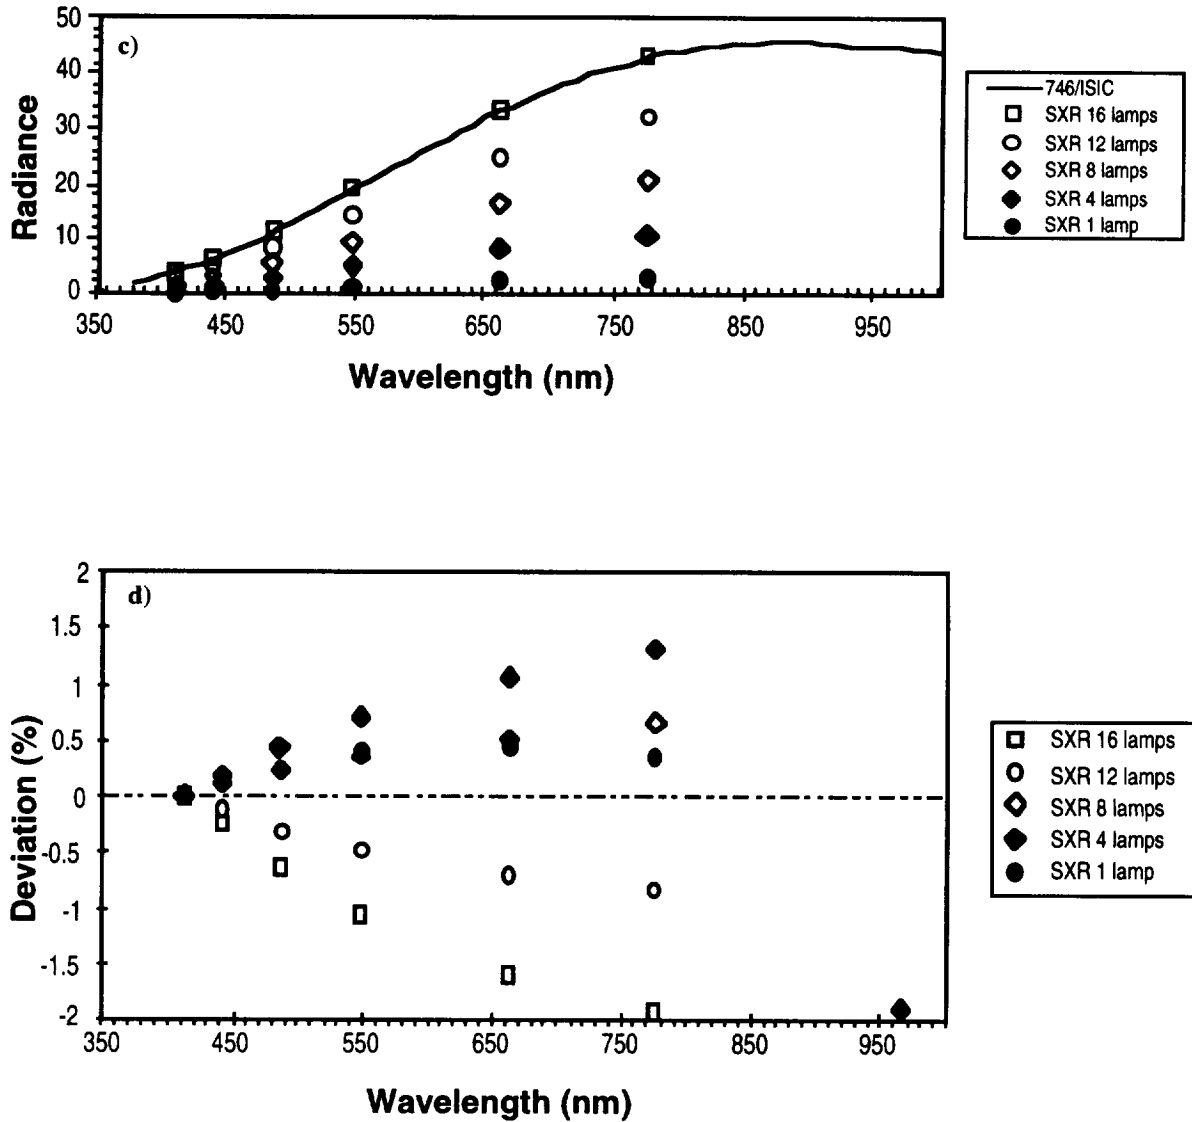 c)
50
40
30
20
10
0
Radiance
350 450 550 650 750 850 950
Wavelength (nm)
746/ISIC
SXR 16 lamps
SXR 12 lamps
SXR 8 lamps
SXR 4 lamps
SXR 1 lamp
d)
2
1.5
1
0.5
0
-0.5
-1
-1.5
-2
Deviation (%)
350 450 550 650 750 850 950
Wavelength (nm)
SXR 16 lamps
SXR 12 lamps
SXR 8 lamps
SXR 4 lamps
SXR 1 lamp